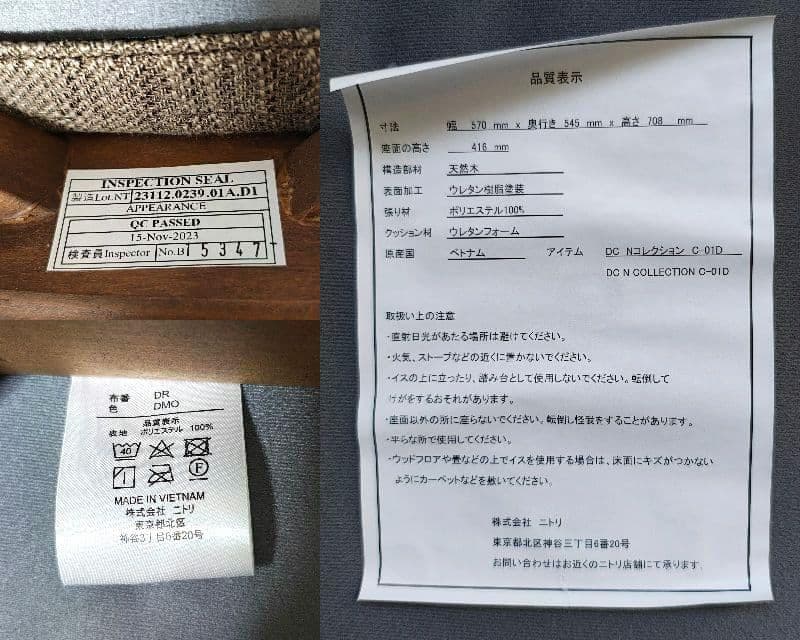 INSPECTION SEAL
製造Lot.NT 23112.0239.01A.D1
APPEARANCE
QC PASSED
15-Nov-2023
検査員Inspector No.B 5347
布番 DR
色 DMO
品質表示
表地 ポリエステル 100%
40
F
MADE IN VIETNAM
株式会社 ニトリ
東京都北区
神谷3丁目6番20号
品質表示
寸法 幅 570 mm x 奥行き 545 mm x 高さ 708 mm
座面の高さ 416 mm
構造部材 天然木
表面加工 ウレタン樹脂塗装
張り材 ポリエステル100%
クッション材 ウレタンフォーム
原産国 ベトナム アイテム DC Nコレクション C-01D
DC N COLLECTION C-01D
取扱い上の注意
・直射日光があたる場所は避けてください。
・火気、ストーブなどの近くに置かないでください。
・イスの上に立ったり、踏み台として使用しないでください。転倒して
けがをするおそれがあります。
・座面以外の所に座らないでください。転倒し怪我をすることがあります。
・平らな所で使用してください。
・ウッドフロアや畳などの上でイスを使用する場合は、床面にキズがつかない
ようにカーペットなどを敷いてください。
株式会社 ニトリ
東京都北区神谷三丁目6番20号
お問い合わせはお近くのニトリ店舗にて承ります。